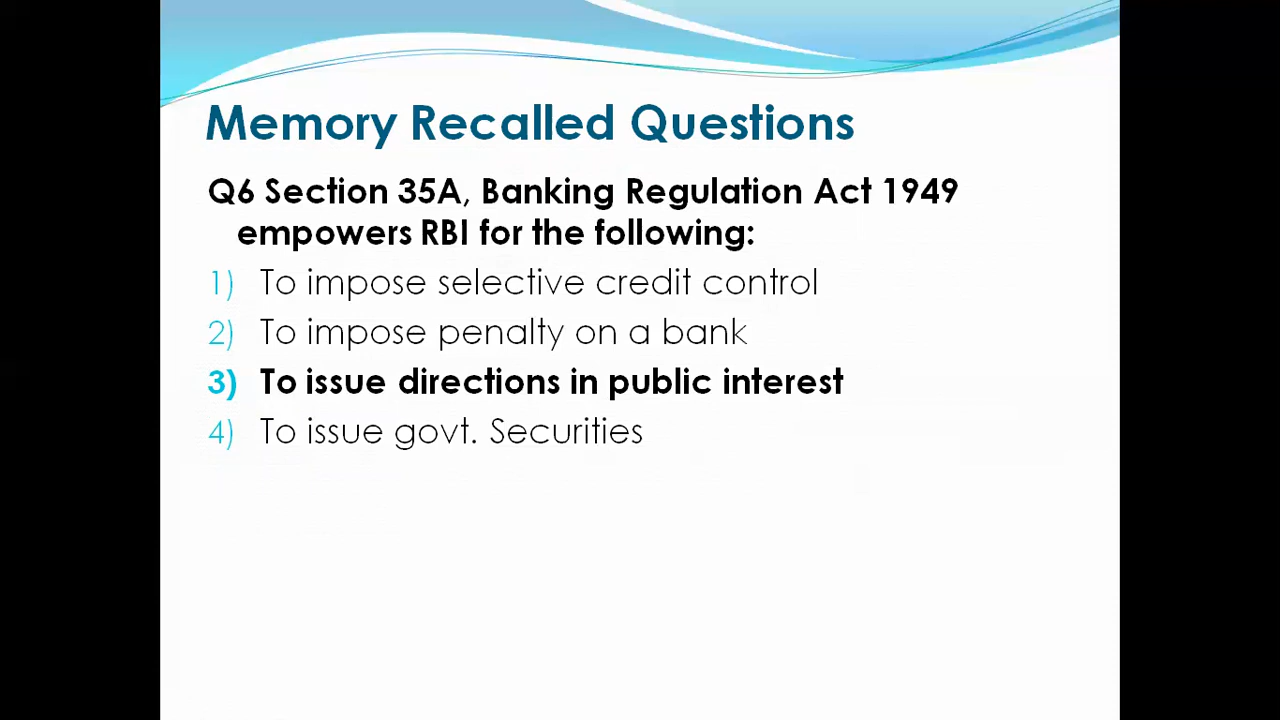 Memory Recalled Questions
Q6 Section 35A, Banking Regulation Act 1949
empowers RBI for the following:
1) To impose selective credit control
2) To impose penalty on a bank
3) To issue directions in public interest
4) To issue govt. Securities